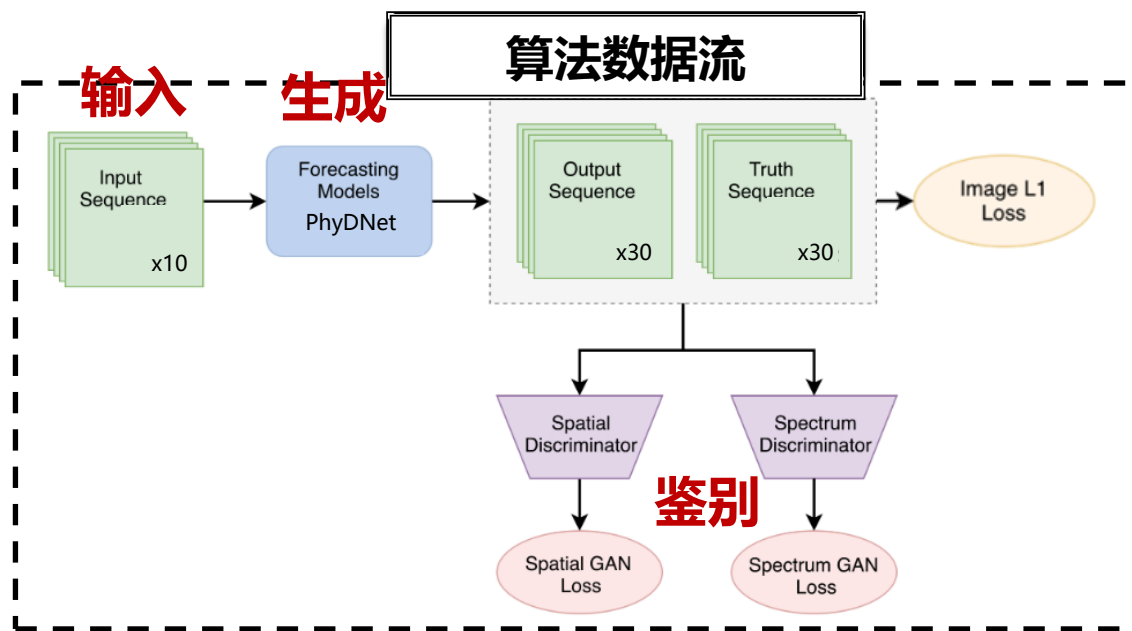 算法数据流
输入
生成
Input
Sequence
x10
Forecasting
Models
PhyDNet
Output
Sequence
x30
Truth
Sequence
x30
Image L1
Loss
Spatial
Discriminator
Spectrum
Discriminator
鉴别
Spatial GAN
Loss
Spectrum GAN
Loss